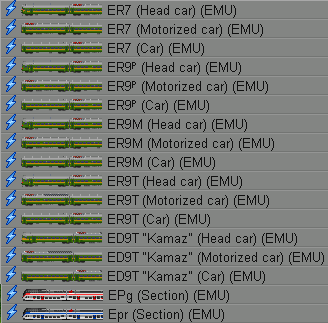 ER7 (Head car) (EMU)
ER7 (Motorized car) (EMU)
ER7 (Car) (EMU)
ER9ᴾ (Head car) (EMU)
ER9ᴾ (Motorized car) (EMU)
ER9ᴾ (Car) (EMU)
ER9M (Head car) (EMU)
ER9M (Motorized car) (EMU)
ER9M (Car) (EMU)
ER9T (Head car) (EMU)
ER9T (Motorized car) (EMU)
ER9T (Car) (EMU)
ED9T "Kamaz" (Head car) (EMU)
ED9T "Kamaz" (Motorized car) (EMU)
ED9T "Kamaz" (Car) (EMU)
EPg (Section) (EMU)
Epr (Section) (EMU)